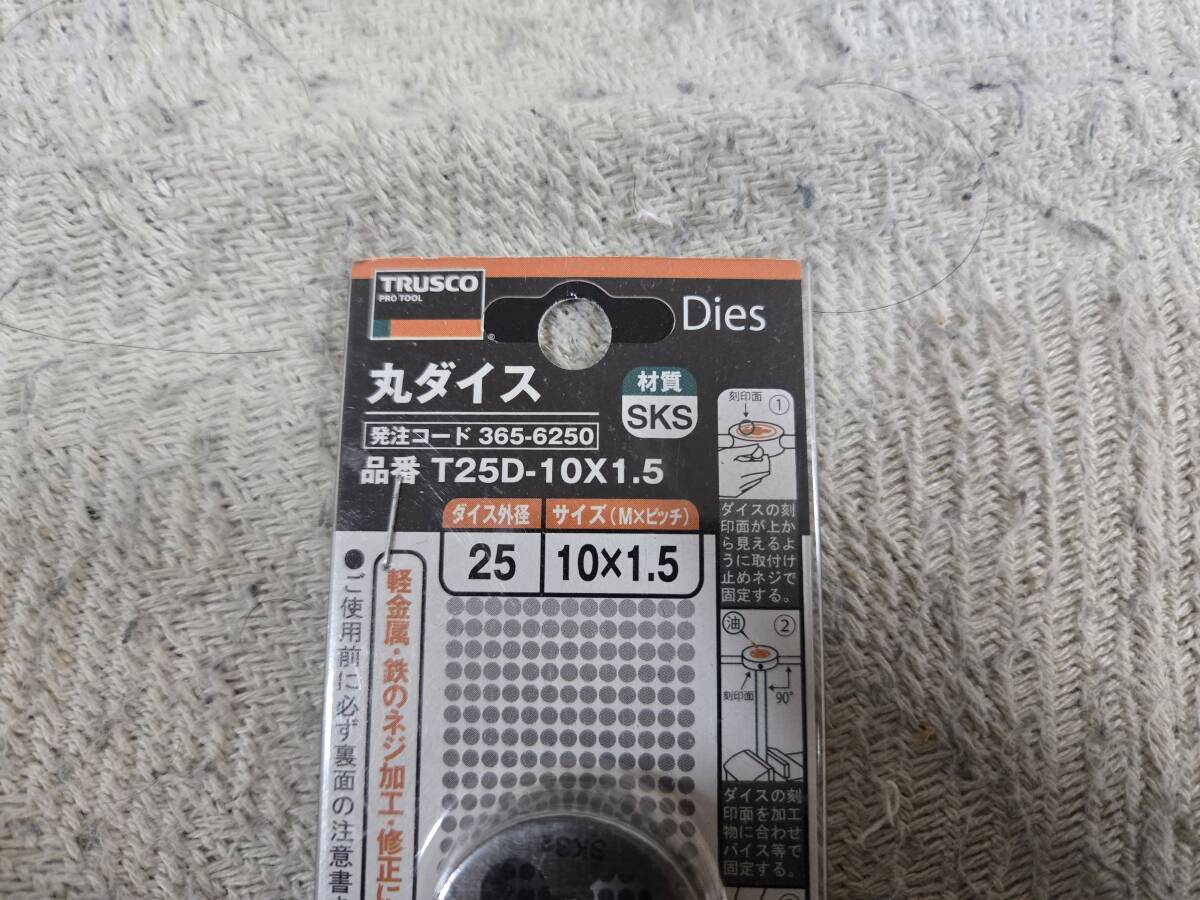 TRUSCO
PRO TOOL
®
Dies
丸ダイス
材質
SKS
発注コード 365-6250
品番 T25D-10X1.5
ダイス外径
サイズ(M×ピッチ)
25
10×1.5
●ご使用前に必ず裏面の注意書
軽金属・鉄のネジ加工・修正に
刻印面
①
ダイスの刻
印面が上か
ら見えるよ
うに取付け
止めネジで
固定する。
油
②
刻印面
90°
ダイスの刻
印面を加工
物に合わせ
バイス等で
固定する。